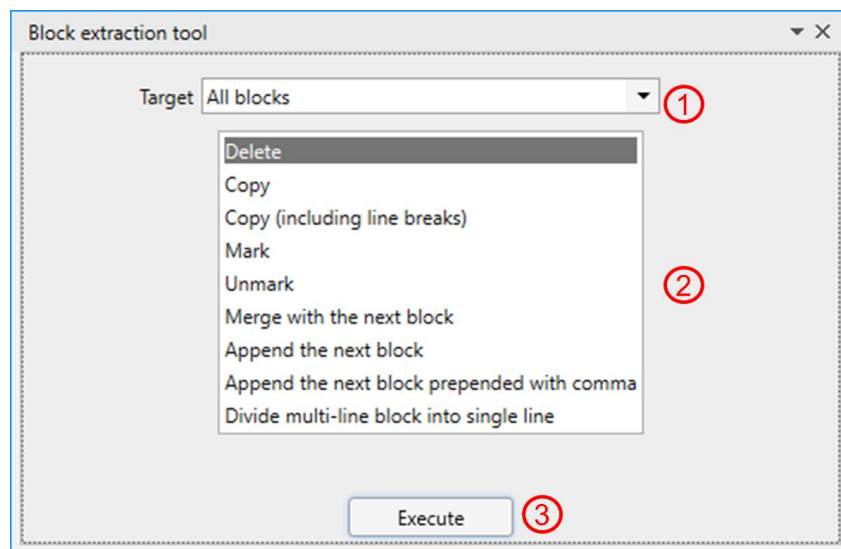 Block extraction tool
Target All blocks ①
Delete
Copy
Copy (including line breaks)
Mark
Unmark ②
Merge with the next block
Append the next block
Append the next block prepended with comma
Divide multi-line block into single line
Execute ③